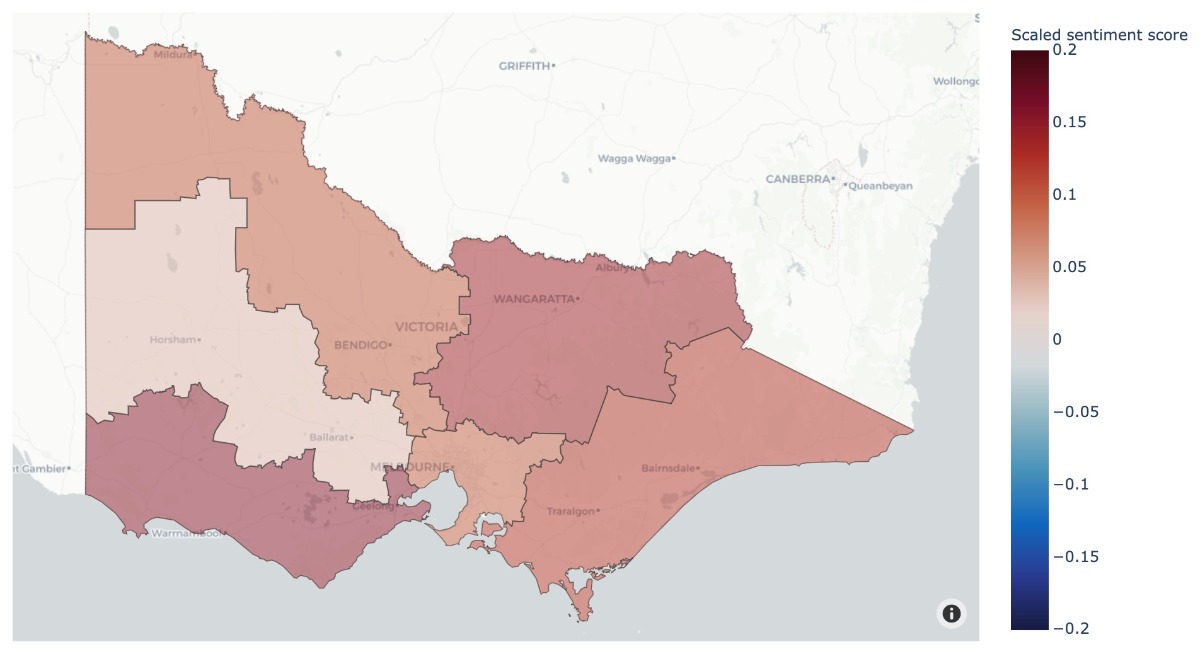 S
Mildura
GRIFFITH
Wollongo
Wagga Wagga
CANBERRA
Queanbeyan
Albury
WANGARATTA
VICTORIA
Horsham
BENDIGO
Ballarat
MELBOURNE
nt Gambier
Bairnsdale
Geelong
Traralgon
Warrnambool
i
Scaled sentiment score
0.2
0.15
0.1
0.05
0
−0.05
−0.1
−0.15
−0.2